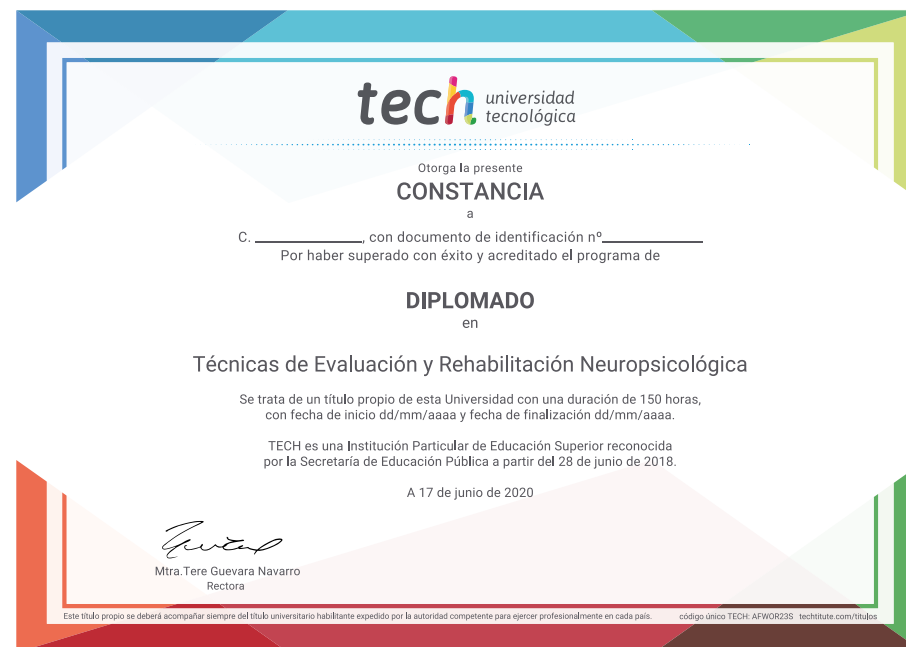 tech universidad
tecnológica
Otorga la presente
CONSTANCIA
a
C. ____________, con documento de identificación nº____________
Por haber superado con éxito y acreditado el programa de
DIPLOMADO
en
Técnicas de Evaluación y Rehabilitación Neuropsicológica
Se trata de un título propio de esta Universidad con una duración de 150 horas,
con fecha de inicio dd/mm/aaaa y fecha de finalización dd/mm/aaaa.
TECH es una Institución Particular de Educación Superior reconocida
por la Secretaría de Educación Pública a partir del 28 de junio de 2018.
A 17 de junio de 2020
Mtra.Tere Guevara Navarro
Rectora
Este título propio se deberá acompañar siempre del título universitario habilitante expedido por la autoridad competente para ejercer profesionalmente en cada país. código único TECH: AFWOR23S techtitute.com/titulos